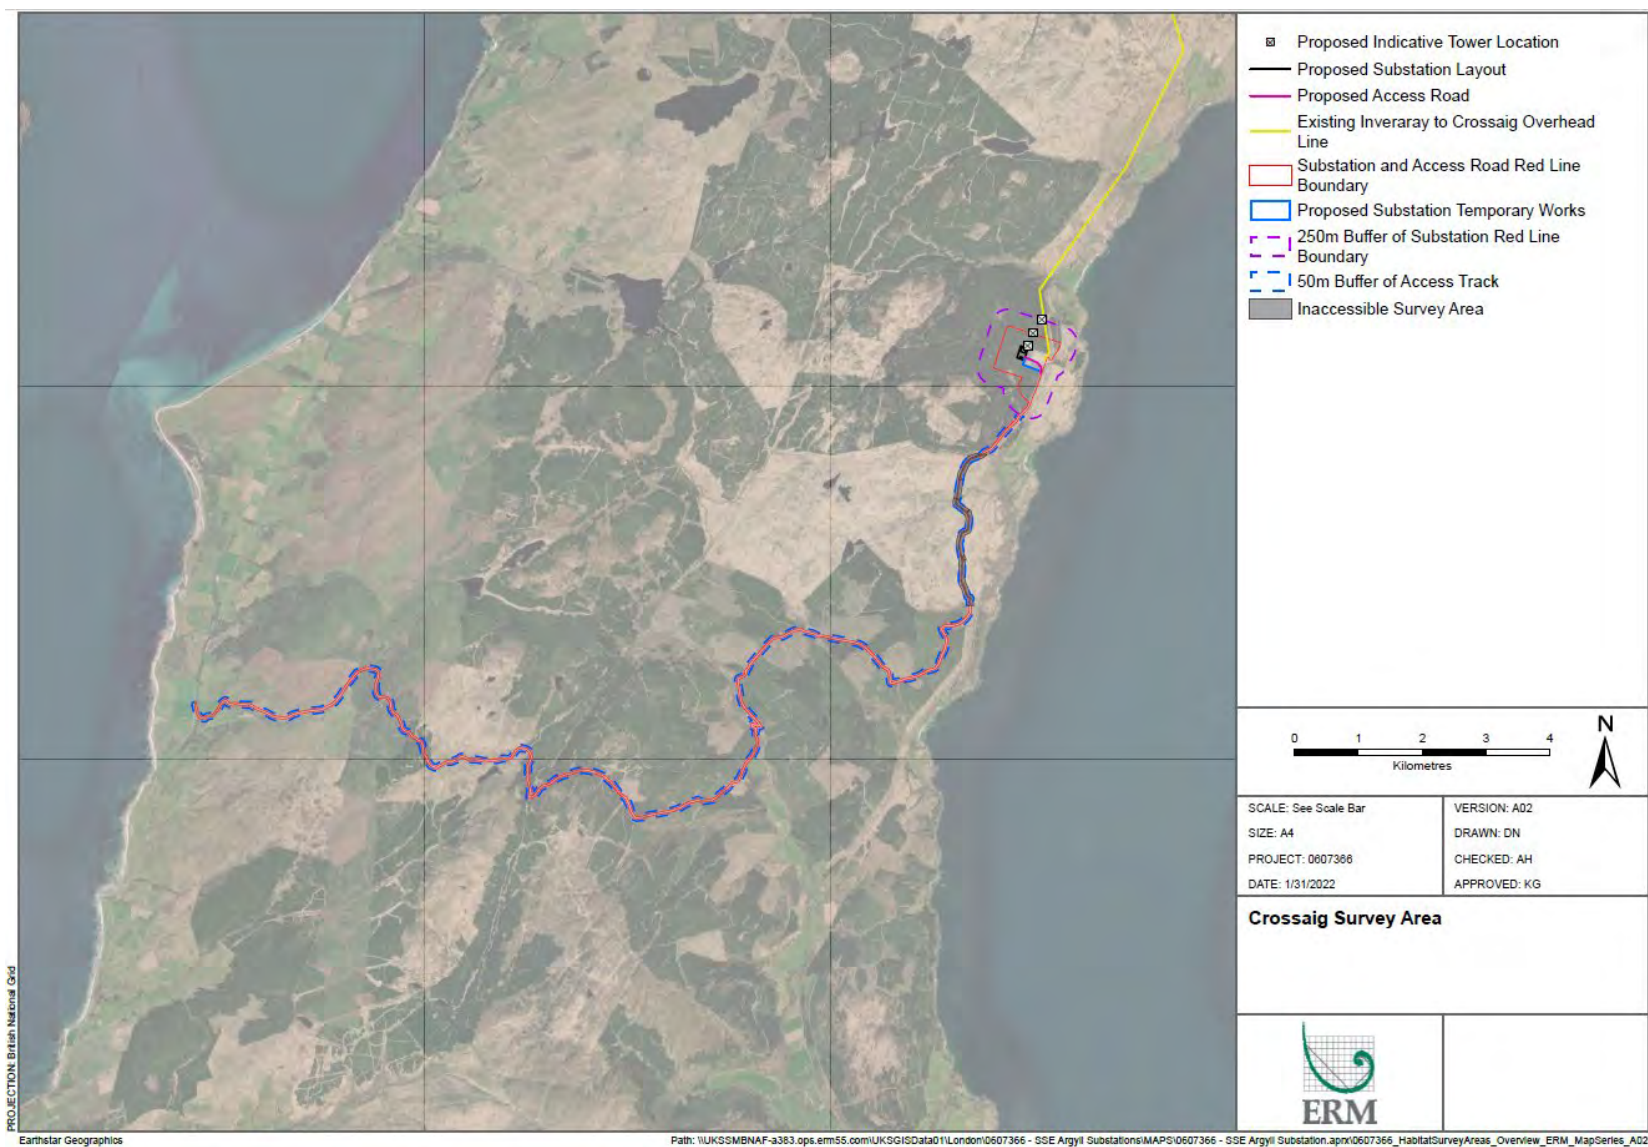 Proposed Indicative Tower Location
Proposed Substation Layout
Proposed Access Road
Existing Inveraray to Crossaig Overhead
Line
Substation and Access Road Red Line
Boundary
Proposed Substation Temporary Works
250m Buffer of Substation Red Line
Boundary
50m Buffer of Access Track
Inaccessible Survey Area
0 1 2 3 4
Kilometres
N
SCALE: See Scale Bar
VERSION: A02
SIZE: A4
DRAWN: DN
PROJECT: 0607366
CHECKED: AH
DATE: 1/31/2022
APPROVED: KG
Crossaig Survey Area
ERM
PROJECTION: British National Grid
Earthstar Geographics
Path: \\UKSSMBNAF-a383.ops.erm55.com\UKSGISData01\London\0607366 - SSE Argyll Substations\MAPS\0607366 - SSE Argyll Substation.aprx\0607366_HabitatSurveyAreas_Overview_ERM_MapSeries_A02